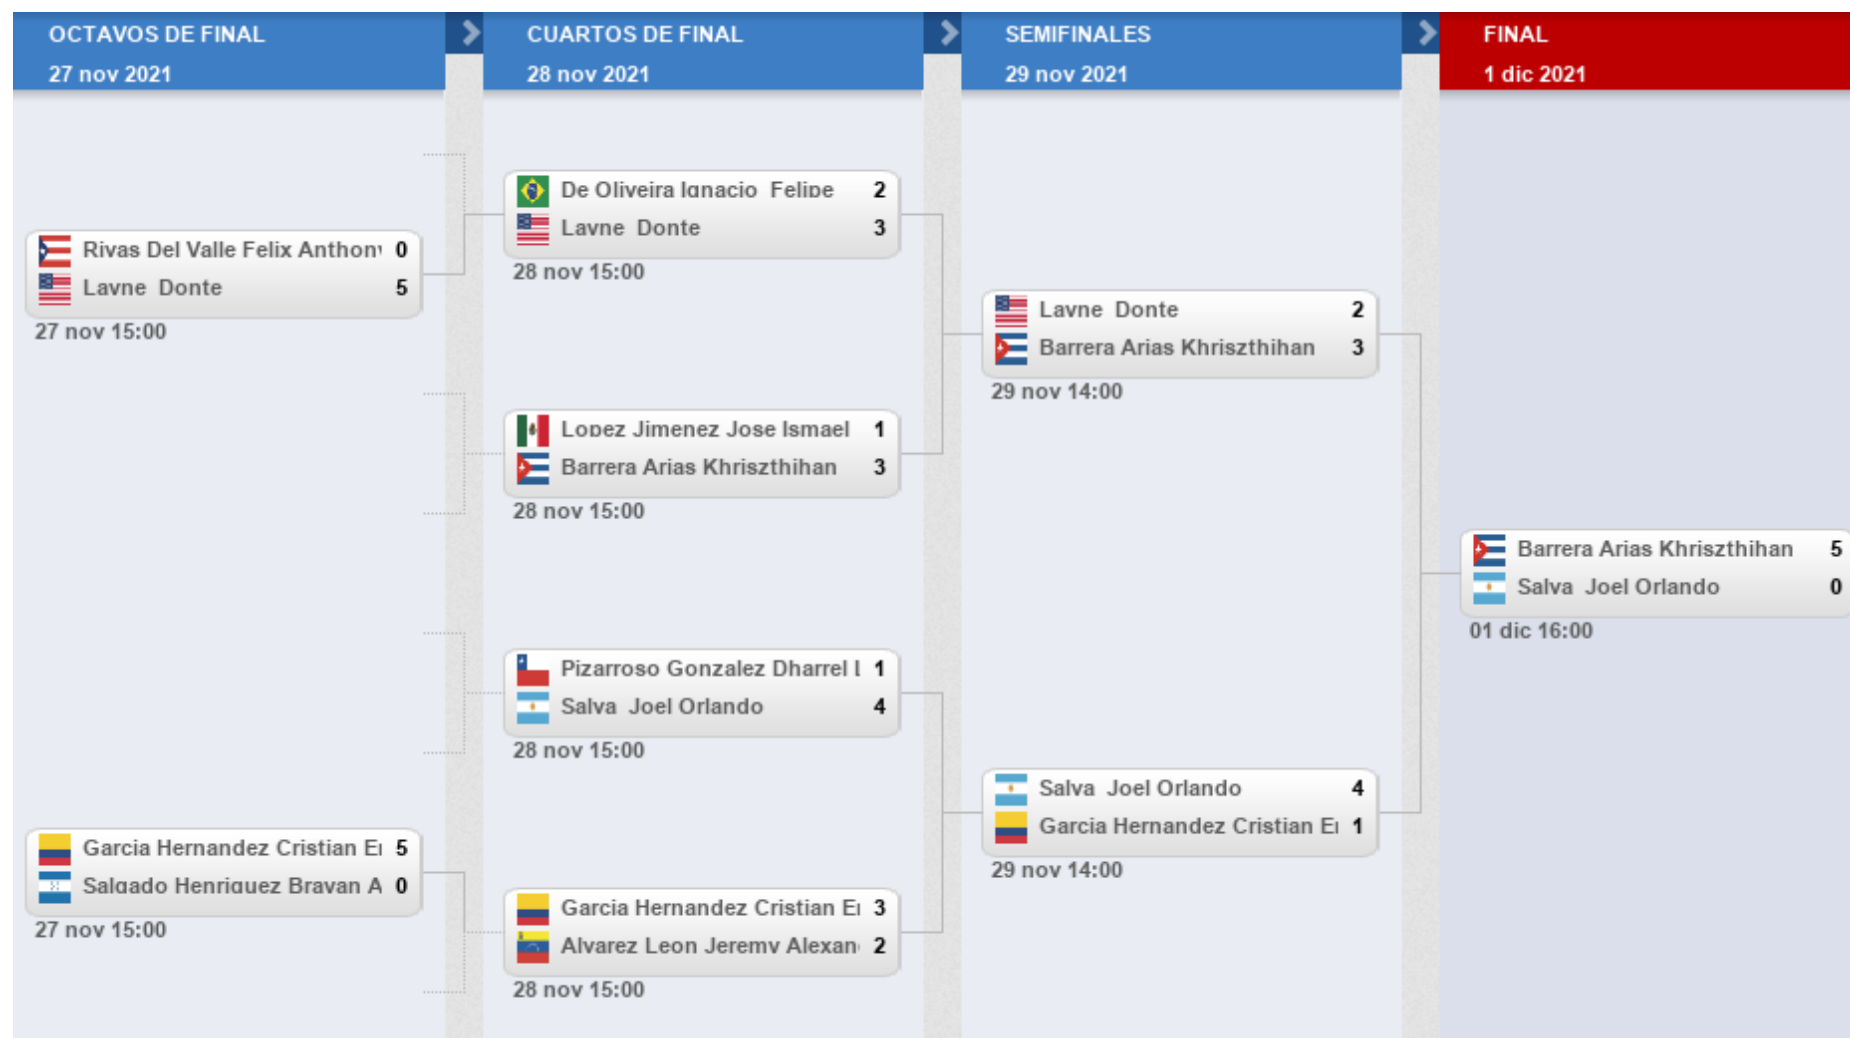 OCTAVOS DE FINAL
27 nov 2021
Rivas Del Valle Felix Anthony 0
Layne Donte 5
27 nov 15:00
Garcia Hernandez Cristian 5
Salgado Henriquez Brayan A 0
27 nov 15:00
CUARTOS DE FINAL
28 nov 2021
De Oliveira Ignacio Felipe 2
Layne Donte 3
28 nov 15:00
Lopez Jimenez Jose Ismael 1
Barrera Arias Khriszthihan 3
28 nov 15:00
Pizarroso Gonzalez Dharrel 1
Salva Joel Orlando 4
28 nov 15:00
Garcia Hernandez Cristian 3
Alvarez Leon Jeremy Alexan 2
28 nov 15:00
SEMIFINALES
29 nov 2021
Layne Donte 2
Barrera Arias Khriszthihan 3
29 nov 14:00
Salva Joel Orlando 4
Garcia Hernandez Cristian 1
29 nov 14:00
FINAL
1 dic 2021
Barrera Arias Khriszthihan 5
Salva Joel Orlando 0
01 dic 16:00